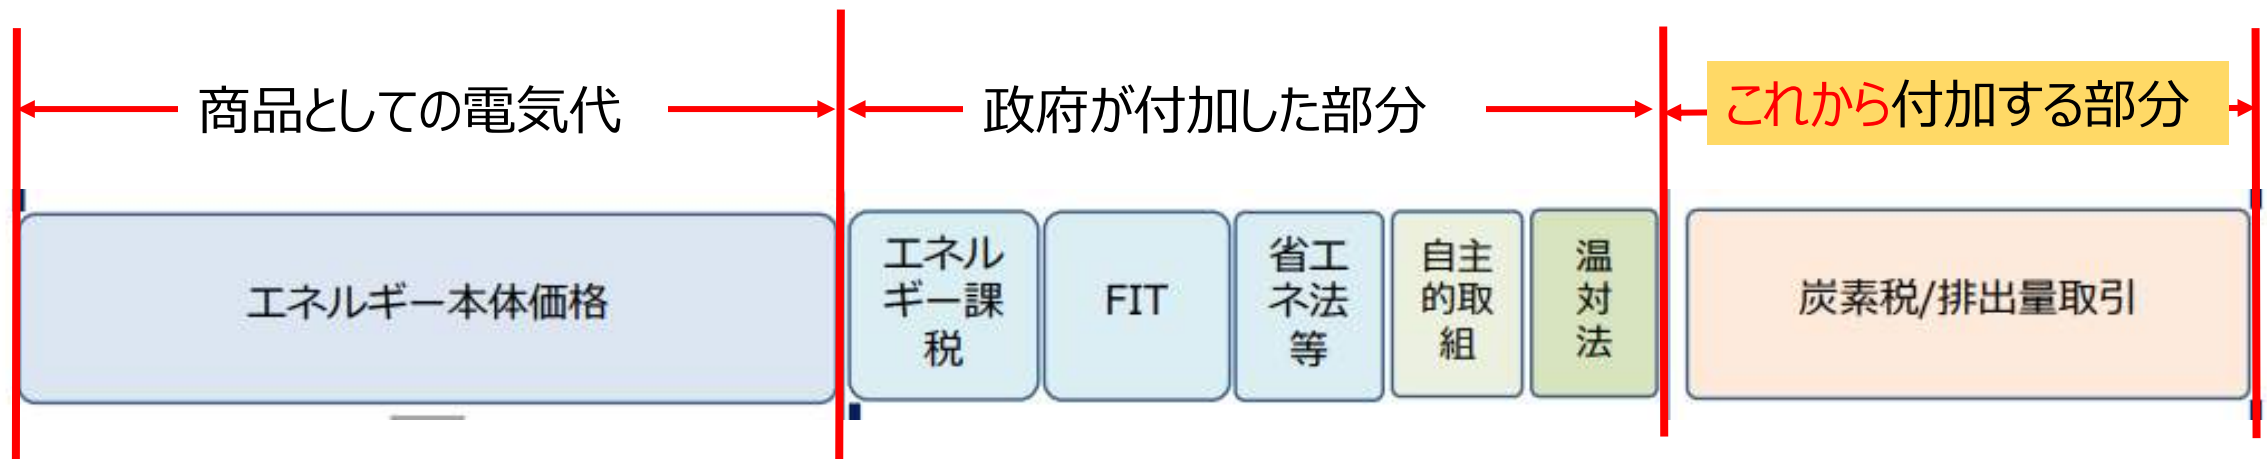 商品としての電気代
政府が付加した部分
これから付加する部分
エネルギー本体価格
エネル
ギー課
税
FIT
省エ
ネ法
等
自主
的取
組
温
対
法
炭素税/排出量取引